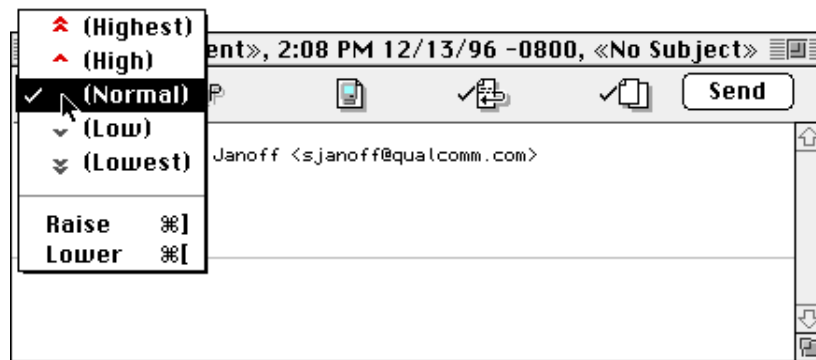 (Highest)
(High)
ent», 2:08 PM 12/13/96 -0800, «No Subject»
(Normal)
P
Send
(Low)
Janoff <sjanoff@qualcomm.com>
(Lowest)
Raise ⌘]
Lower ⌘[